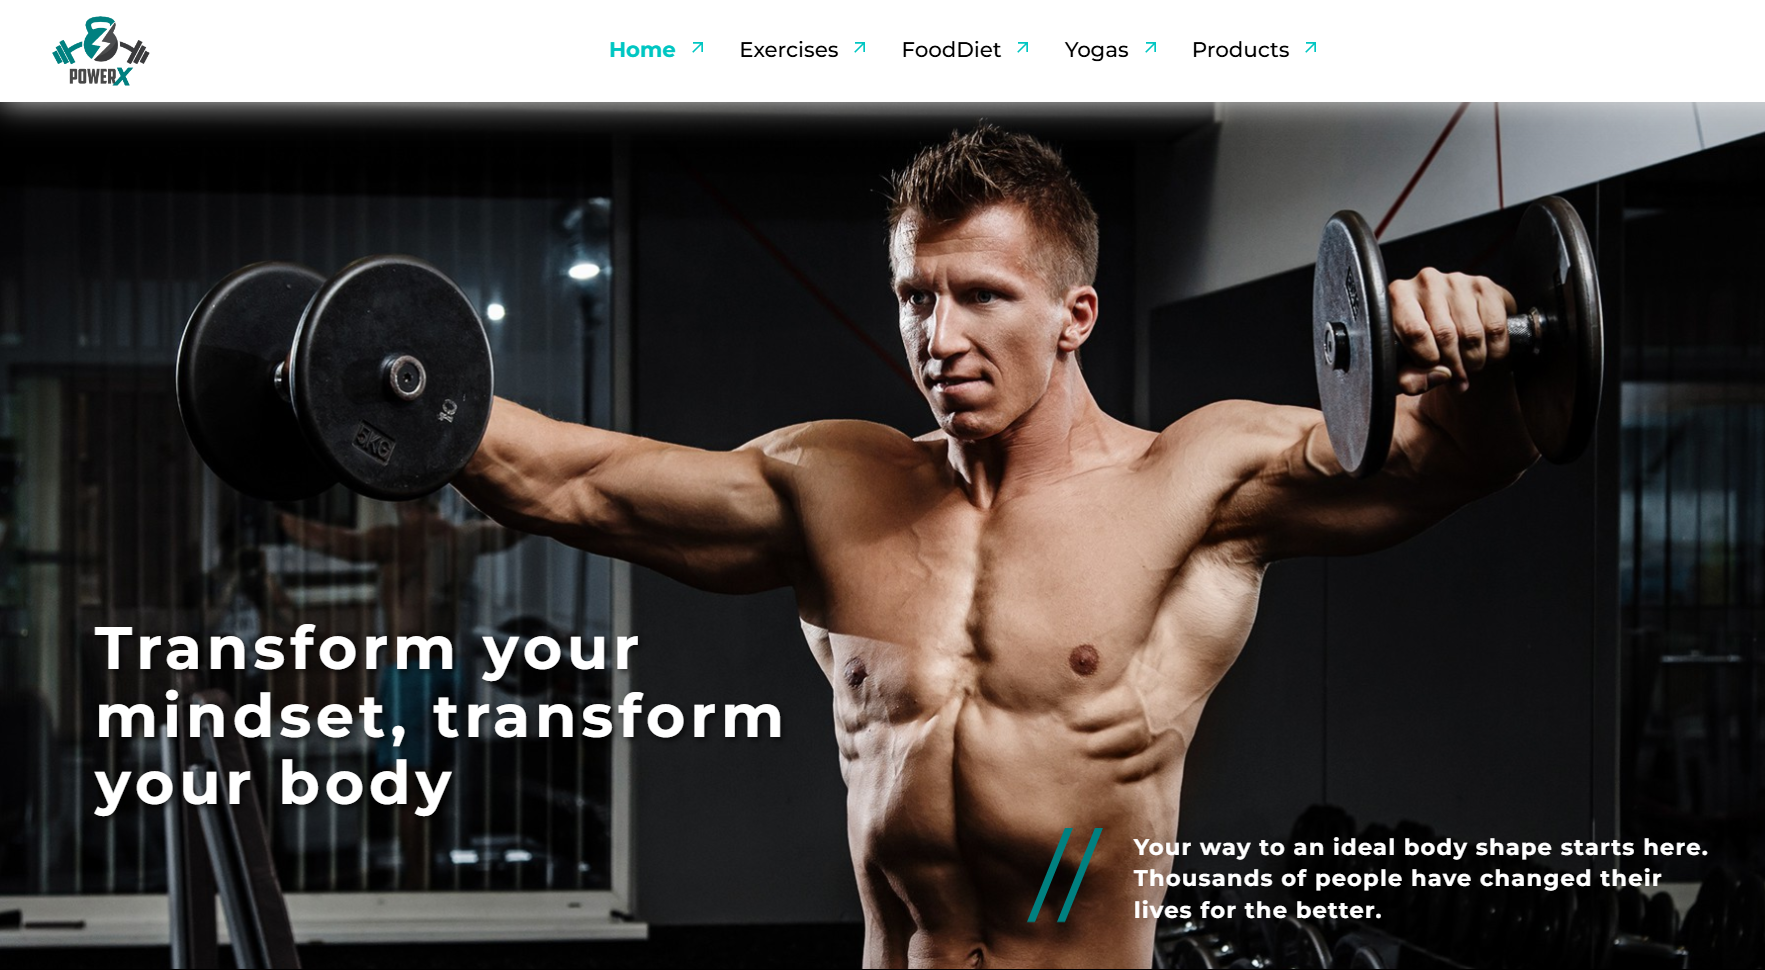 POWERX
Home
Exercises
FoodDiet
Yogas
Products
5KG
10
Transform your
mindset, transform
your body
Your way to an ideal body shape starts here.
Thousands of people have changed their
lives for the better.